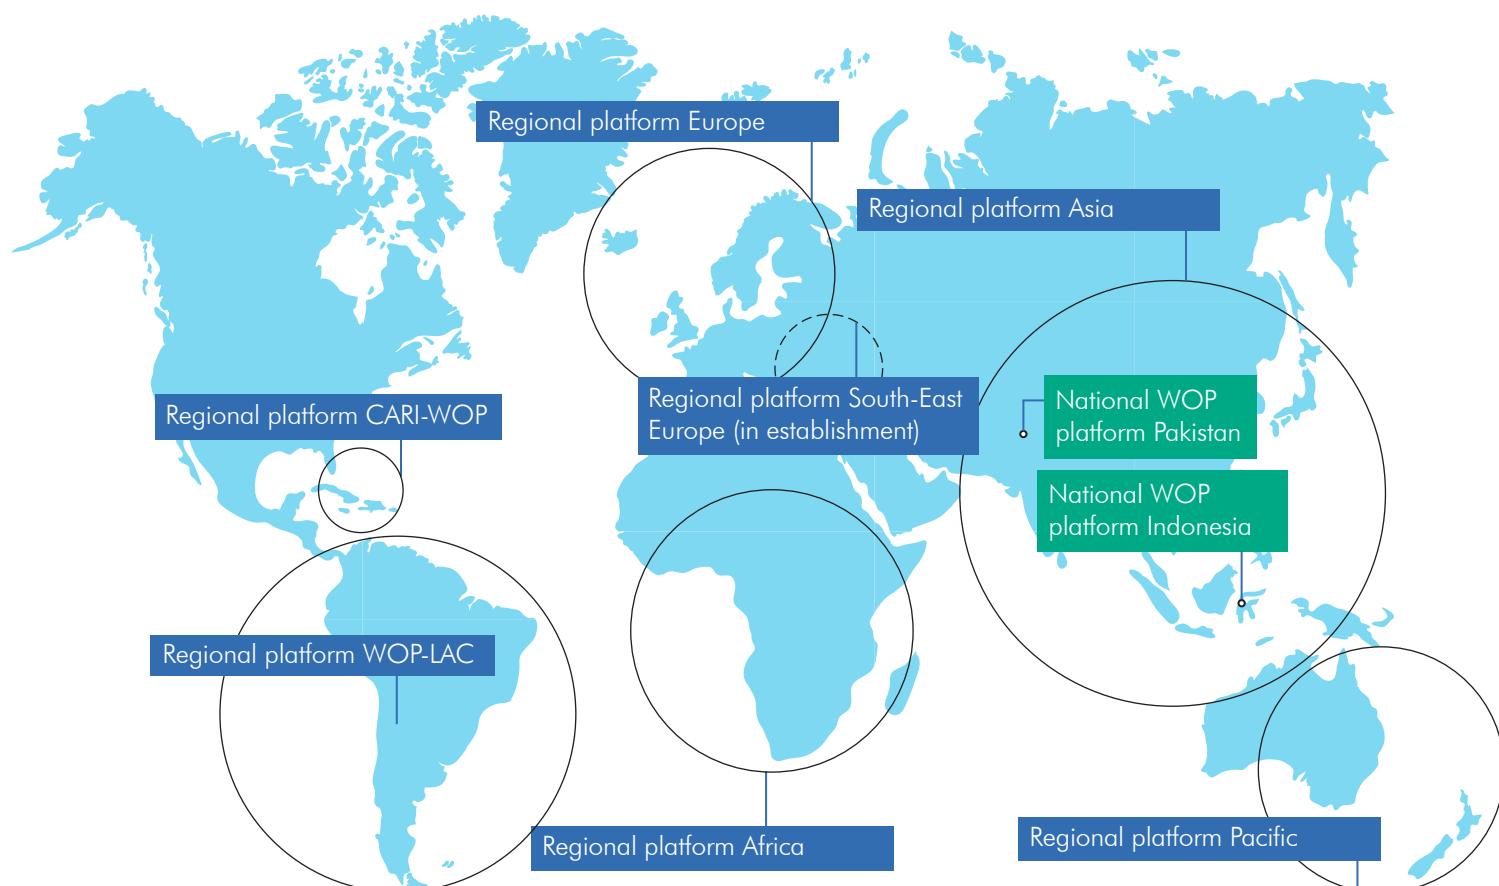 Regional platform Europe
Regional platform Asia
Regional platform CARI-WOP
Regional platform South-East
Europe (in establishment)
National WOP
platform Pakistan
National WOP
platform Indonesia
Regional platform WOP-LAC
Regional platform Africa
Regional platform Pacific